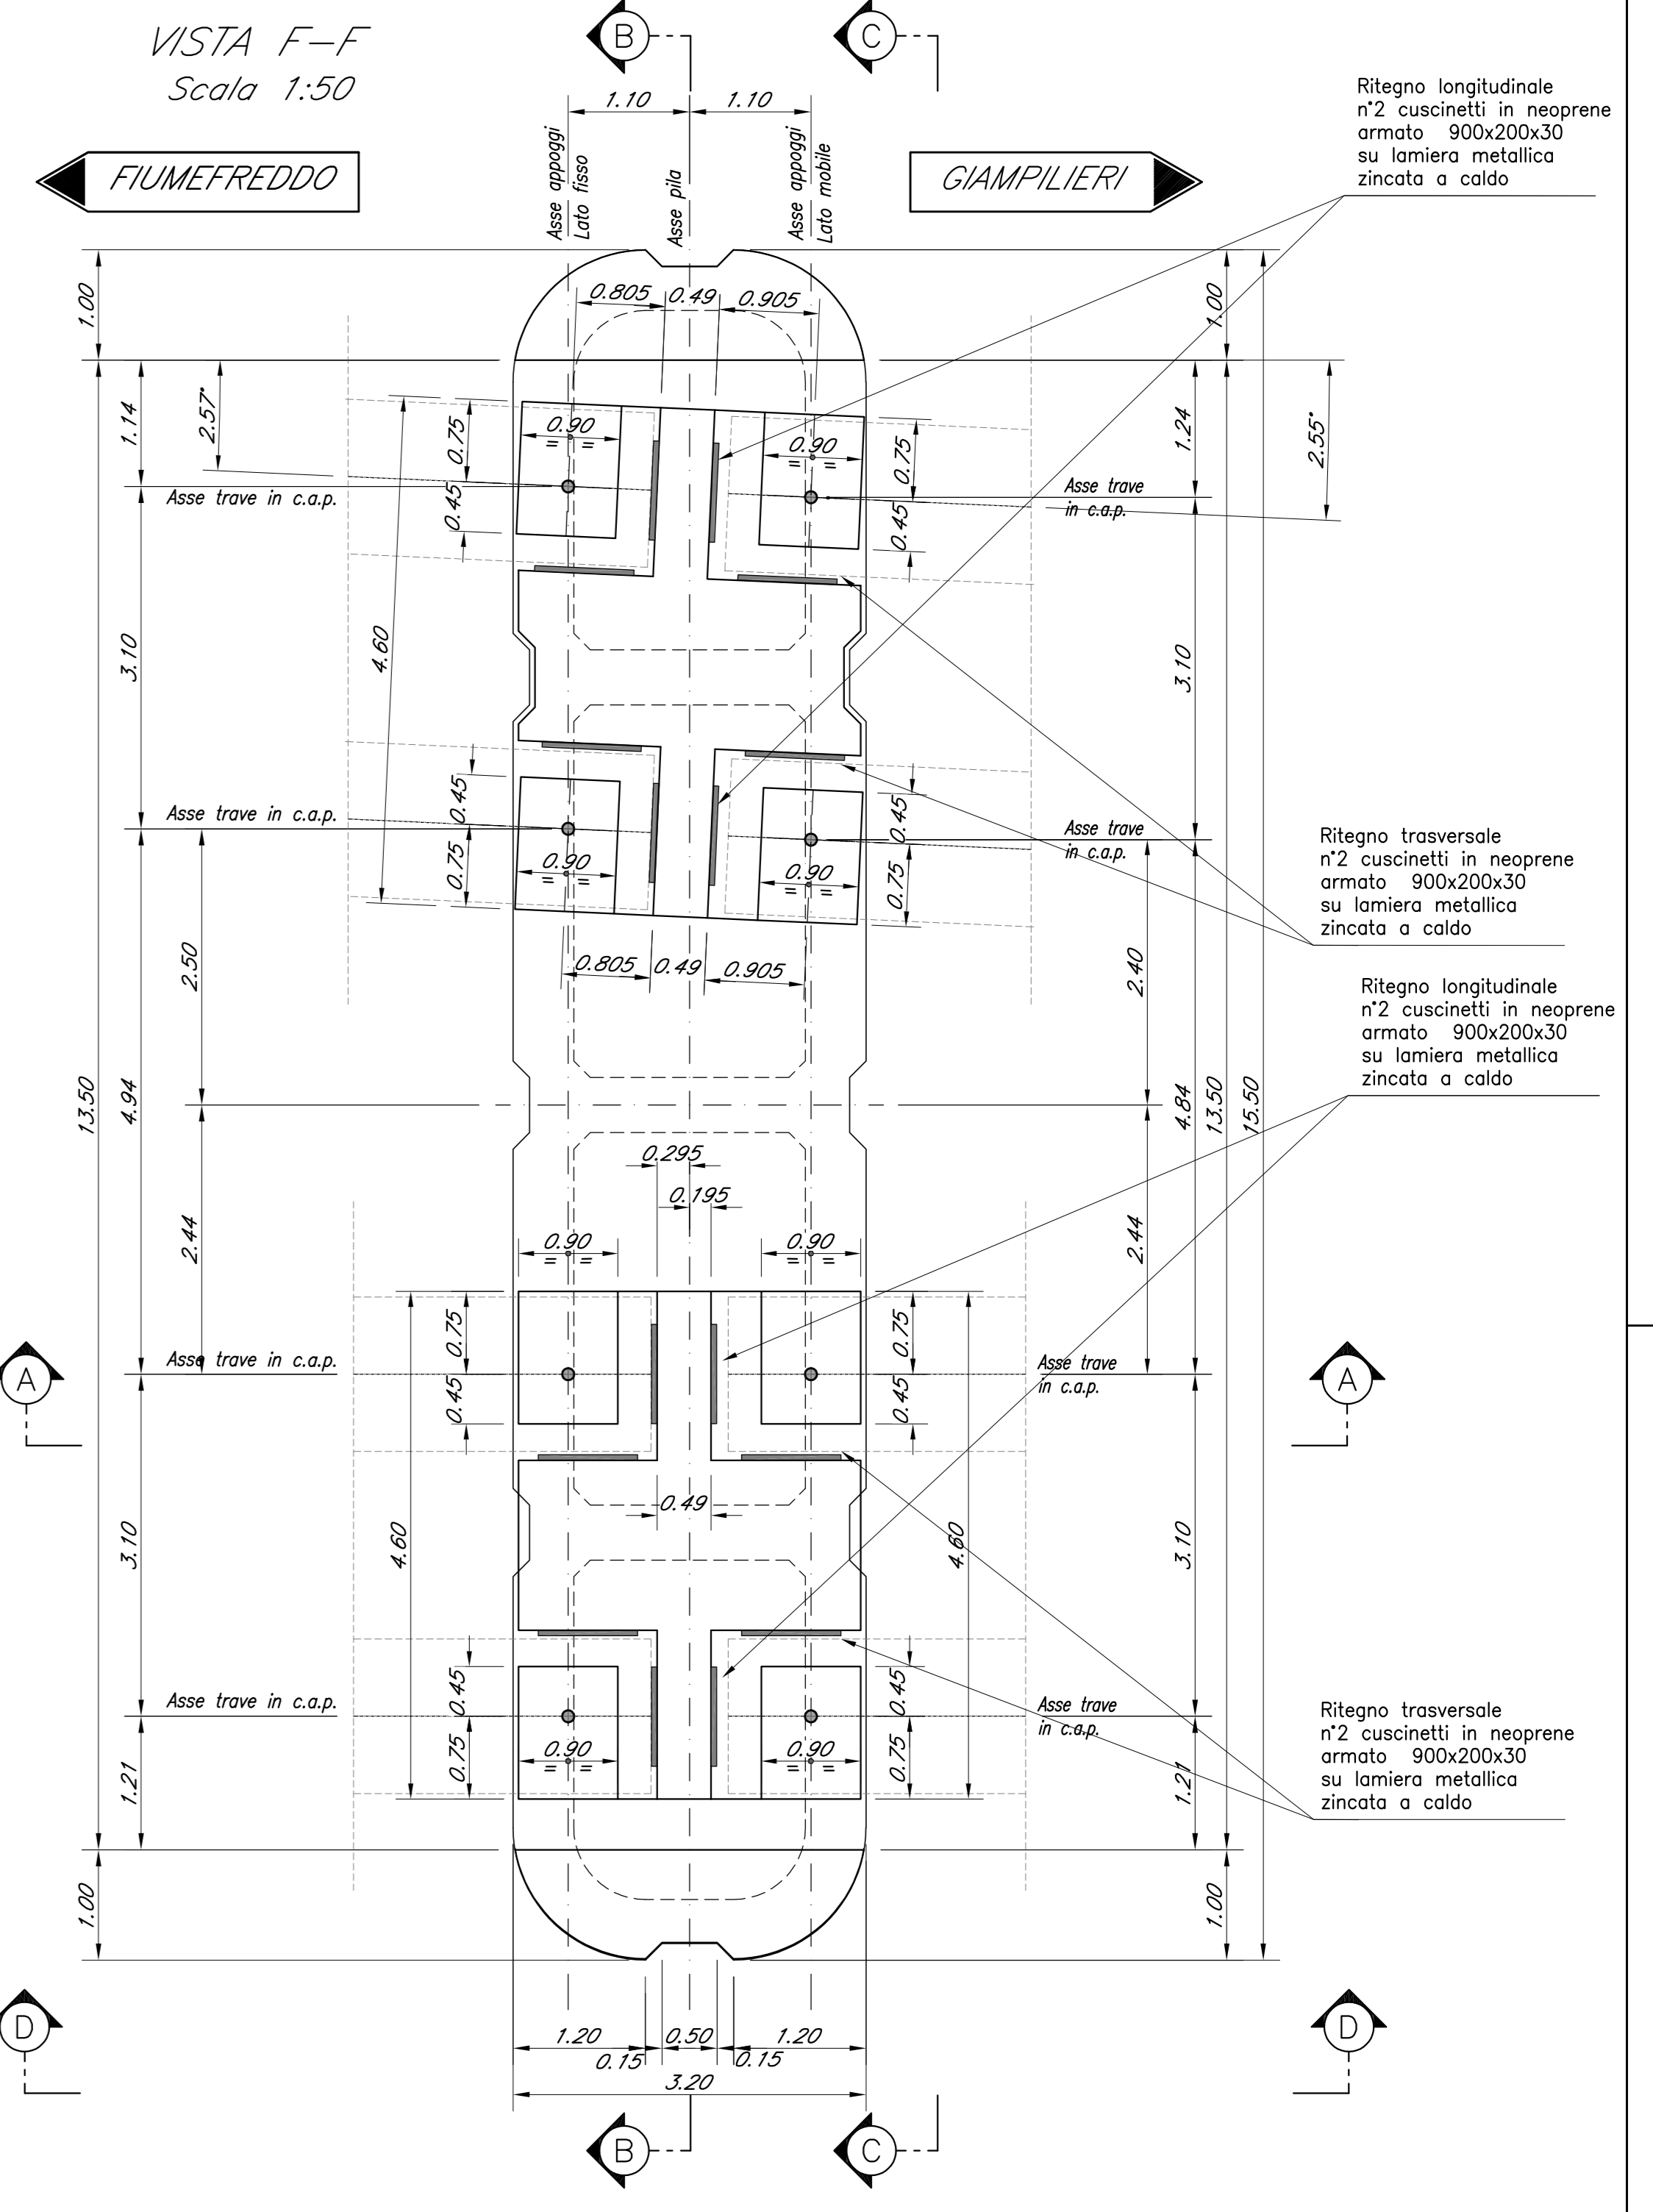 VISTA F-F
Scala 1:50
B
C
1.10
1.10
FIUMEFREDDO
GIAMPILIERI
Asse appoggi
Lato fisso
Asse pila
Asse appoggi
Lato mobile
Ritegno longitudinale
n°2 cuscinetti in neoprene
armato 900x200x30
su lamiera metallica
zincata a caldo
1.00
0.805
0.49
0.905
1.00
1.14
2.57°
0.75
0.90
= =
0.90
= =
0.75
1.24
2.55°
Asse trave in c.a.p.
0.45
0.45
Asse trave
in c.a.p.
3.10
4.60
3.10
Asse trave in c.a.p.
0.45
0.75
0.90
= =
0.90
= =
0.45
0.75
Asse trave
in c.a.p.
Ritegno trasversale
n°2 cuscinetti in neoprene
armato 900x200x30
su lamiera metallica
zincata a caldo
2.50
0.805
0.49
0.905
2.40
Ritegno longitudinale
n°2 cuscinetti in neoprene
armato 900x200x30
su lamiera metallica
zincata a caldo
13.50
4.94
4.84
13.50
15.50
0.295
0.195
2.44
0.90
= =
0.90
= =
2.44
A
Asse trave in c.a.p.
0.75
0.45
0.75
0.45
Asse trave
in c.a.p.
A
3.10
4.60
0.49
4.60
3.10
Asse trave in c.a.p.
0.45
0.75
0.90
= =
0.90
= =
0.45
0.75
Asse trave
in c.a.p.
Ritegno trasversale
n°2 cuscinetti in neoprene
armato 900x200x30
su lamiera metallica
zincata a caldo
1.21
1.21
1.00
1.00
D
D
1.20
0.50
1.20
0.15
0.15
3.20
B
C